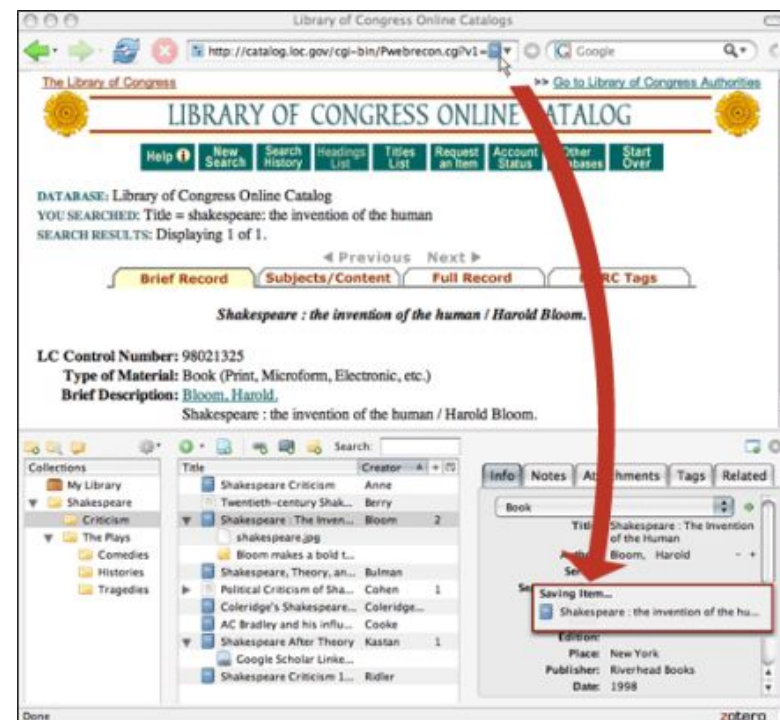 Library of Congress Online Catalogs
http://catalog.loc.gov/cgi-bin/Pwebrecon.cgi?v1=
Google
The Library of Congress
>> Go to Library of Congress Authorities
LIBRARY OF CONGRESS ONLINE CATALOG
Help New Search Search History Headings List Titles List Request an Item Account Status Other Databases Start Over
DATABASE: Library of Congress Online Catalog
YOU SEARCHED: Title = shakespeare: the invention of the human
SEARCH RESULTS: Displaying 1 of 1.
Previous Next
Brief Record Subjects/Content Full Record RC Tags
Shakespeare : the invention of the human / Harold Bloom.
LC Control Number: 98021325
Type of Material: Book (Print, Microform, Electronic, etc.)
Brief Description: Bloom, Harold.
Shakespeare : the invention of the human / Harold Bloom.
Search:
Collections
My Library
Shakespeare
Criticism
The Plays
Comedies
Histories
Tragedies
Title Creator
Shakespeare Criticism Anne
Twentieth-century Shak... Berry
Shakespeare : The Inven... Bloom 2
shakespeare.jpg
Bloom makes a bold t...
Shakespeare, Theory, an... Bulman
Political Criticism of Sha... Cohen 1
Coleridge's Shakespeare... Coleridge...
AC Bradley and his influ... Cooke
Shakespeare After Theory Kastan 1
Google Scholar Linke...
Shakespeare Criticism 1... Ridler
Info Notes Attachments Tags Related
Book
Title: Shakespeare : The Invention
of the Human
Bloom, Harold
Saving Item...
Shakespeare : the invention of the hu...
Edition:
Place: New York
Publisher: Riverhead Books
Date: 1998
Done
zotero